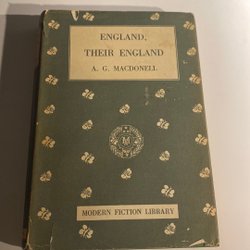 ENGLAND,
THEIR ENGLAND
A. G. MACDONELL
MODERN FICTION LIBRARY